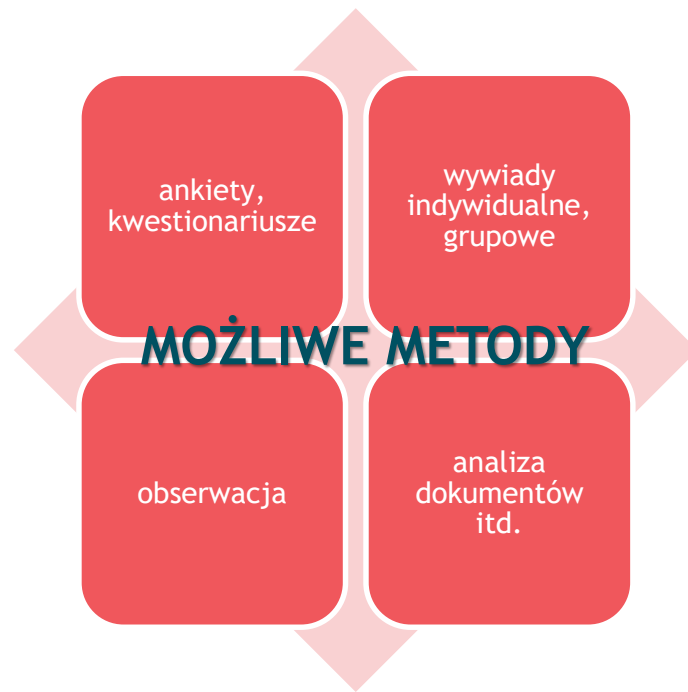 ankiety,
kwestionariusze
wywiady
indywidualne,
grupowe
MOŻLIWE METODY
obserwacja
analiza
dokumentów
itd.